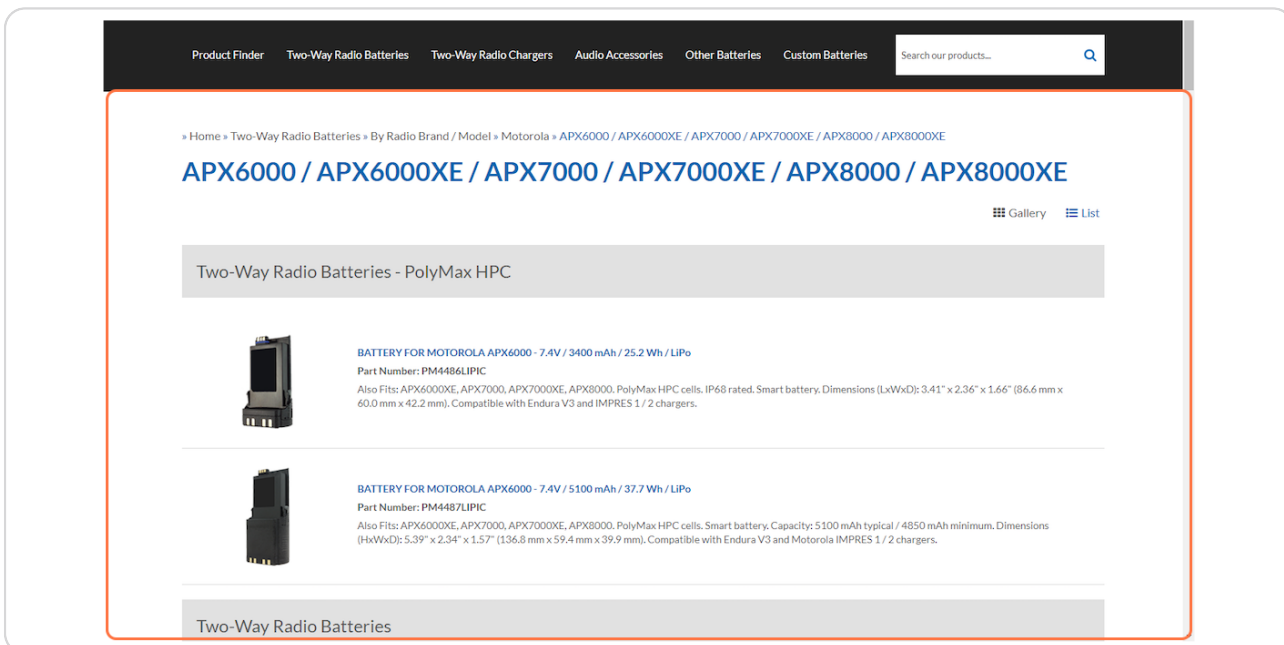 Product Finder Two-Way Radio Batteries Two-Way Radio Chargers Audio Accessories Other Batteries Custom Batteries Search our products...
» Home » Two-Way Radio Batteries » By Radio Brand / Model » Motorola » APX6000 / APX6000XE / APX7000 / APX7000XE / APX8000 / APX8000XE
APX6000 / APX6000XE / APX7000 / APX7000XE / APX8000 / APX8000XE
Gallery List
Two-Way Radio Batteries - PolyMax HPC
BATTERY FOR MOTOROLA APX6000 - 7.4V / 3400 mAh / 25.2 Wh / LiPo
Part Number: PM4486LIPIC
Also Fits: APX6000XE, APX7000, APX7000XE, APX8000. PolyMax HPC cells. IP68 rated. Smart battery. Dimensions (LxWxD): 3.41" x 2.36" x 1.66" (86.6 mm x
60.0 mm x 42.2 mm). Compatible with Endura V3 and IMPRES 1 / 2 chargers.
BATTERY FOR MOTOROLA APX6000 - 7.4V / 5100 mAh / 37.7 Wh / LiPo
Part Number: PM4487LIPIC
Also Fits: APX6000XE, APX7000, APX7000XE, APX8000. PolyMax HPC cells. Smart battery. Capacity: 5100 mAh typical / 4850 mAh minimum. Dimensions
(HxWxD): 5.39" x 2.34" x 1.57" (136.8 mm x 59.4 mm x 39.9 mm). Compatible with Endura V3 and Motorola IMPRES 1 / 2 chargers.
Two-Way Radio Batteries